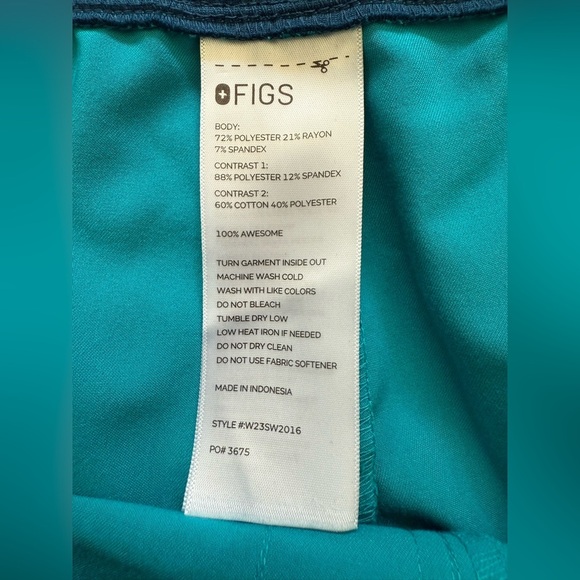 FIGS
BODY:
72% POLYESTER 21% RAYON
7% SPANDEX
CONTRAST 1:
88% POLYESTER 12% SPANDEX
CONTRAST 2:
60% COTTON 40% POLYESTER
100% AWESOME
TURN GARMENT INSIDE OUT
MACHINE WASH COLD
WASH WITH LIKE COLORS
DO NOT BLEACH
TUMBLE DRY LOW
LOW HEAT IRON IF NEEDED
DO NOT DRY CLEAN
DO NOT USE FABRIC SOFTENER
MADE IN INDONESIA
STYLE #:W23SW2016
PO# 3675